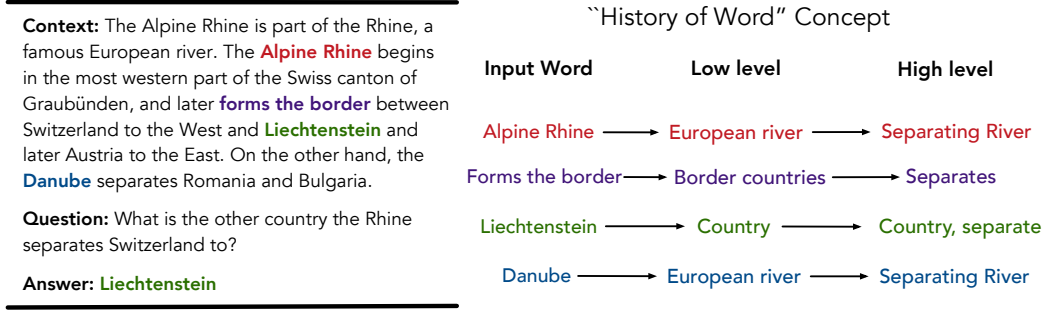 Context: The Alpine Rhine is part of the Rhine, a
famous European river. The Alpine Rhine begins
in the most western part of the Swiss canton of
Graubünden, and later forms the border between
Switzerland to the West and Liechtenstein and
later Austria to the East. On the other hand, the
Danube separates Romania and Bulgaria.
Question: What is the other country the Rhine
separates Switzerland to?
Answer: Liechtenstein
``History of Word” Concept
Input Word Low level High level
Alpine Rhine European river Separating River
Forms the border Border countries Separates
Liechtenstein Country Country, separate
Danube European river Separating River